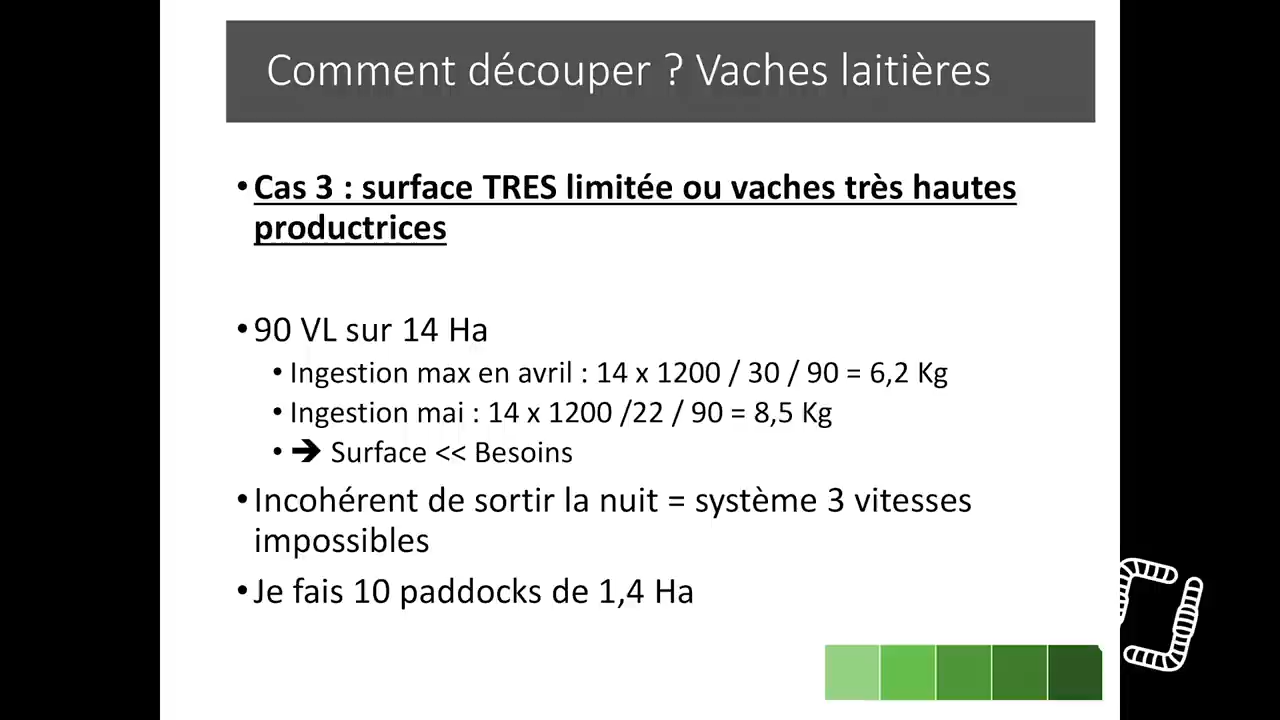 Comment découper ? Vaches laitières
• Cas 3 : surface TRES limitée ou vaches très hautes
productrices
• 90 VL sur 14 Ha
• Ingestion max en avril : 14 x 1200 / 30 / 90 = 6,2 Kg
• Ingestion mai : 14 x 1200 /22 / 90 = 8,5 Kg
• ➔ Surface << Besoins
• Incohérent de sortir la nuit = système 3 vitesses
impossibles
• Je fais 10 paddocks de 1,4 Ha